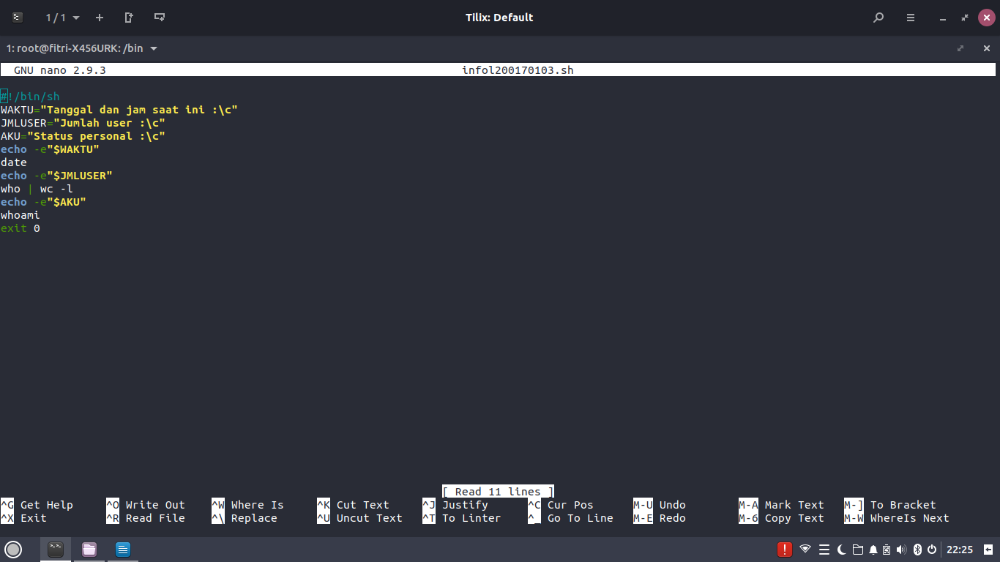 1 / 1
Tilix: Default
1: root@fitri-X456URK: /bin
GNU nano 2.9.3 infol200170103.sh
#!/bin/sh
WAKTU="Tanggal dan jam saat ini :\c"
JMLUSER="Jumlah user :\c"
AKU="Status personal :\c"
echo -e"$WAKTU"
date
echo -e"$JMLUSER"
who | wc -l
echo -e"$AKU"
whoami
exit 0
[ Read 11 lines ]
^G Get Help ^O Write Out ^W Where Is ^K Cut Text ^J Justify ^C Cur Pos M-U Undo M-A Mark Text M-] To Bracket
^X Exit ^R Read File ^\ Replace ^U Uncut Text ^T To Linter ^_ Go To Line M-E Redo M-6 Copy Text M-W WhereIs Next
22:25